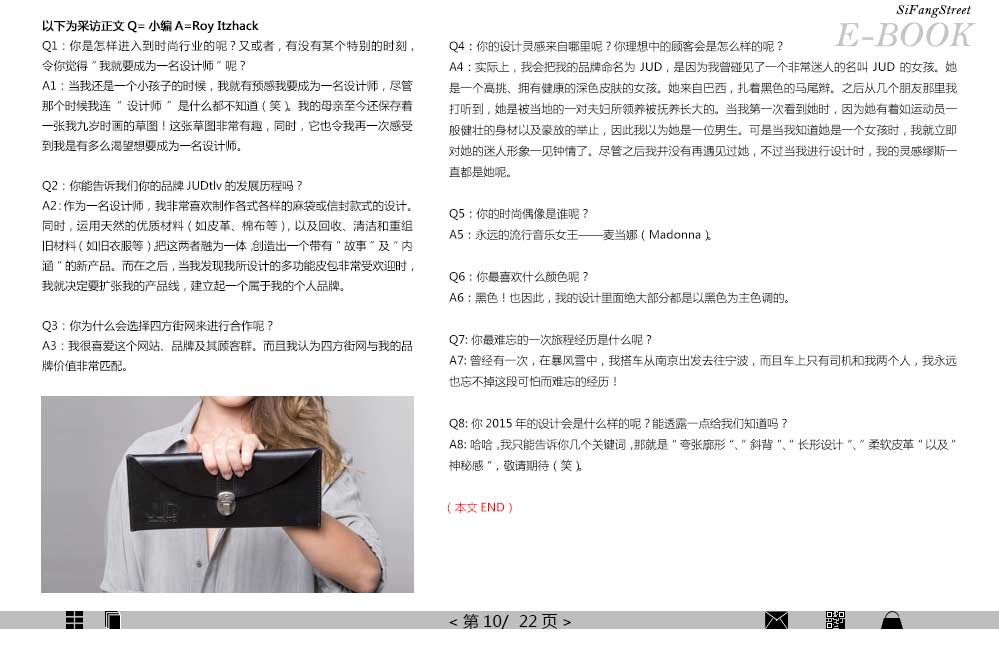 SiFangStreet
E-BOOK
以下为采访正文 Q= 小编 A=Roy Itzhack
Q1：你是怎样进入到时尚行业的呢？又或者，有没有某个特别的时刻，
令你觉得“我就要成为一名设计师”呢？
A1：当我还是一个小孩子的时候，我就有预感我要成为一名设计师，尽管
那个时候我连 “ 设计师 ” 是什么都不知道（笑）。我的母亲至今还保存着
一张我九岁时画的草图！这张草图非常有趣，同时，它也令我再一次感受
到我是有多么渴望想要成为一名设计师。
Q2：你能告诉我们你的品牌 JUDtlv 的发展历程吗？
A2：作为一名设计师，我非常喜欢制作各式各样的麻袋或信封款式的设计。
同时，运用天然的优质材料（如皮革、棉布等），以及回收、清洁和重组
旧材料（如旧衣服等），把这两者融为一体，创造出一个带有“故事”及“内
涵”的新产品。而在之后，当我发现我所设计的多功能皮包非常受欢迎时，
我就决定要扩张我的产品线，建立起一个属于我的个人品牌。
Q3：你为什么会选择四方街网来进行合作呢？
A3：我很喜爱这个网站、品牌及其顾客群。而且我认为四方街网与我的品
牌价值非常匹配。
JUD
Q4：你的设计灵感来自哪里呢？你理想中的顾客会是怎么样的呢？
A4：实际上，我会把我的品牌命名为 JUD，是因为我曾碰见了一个非常迷人的名叫 JUD 的女孩。她
是一个高挑、拥有健康的深色皮肤的女孩。她来自巴西，扎着黑色的马尾辫。之后从几个朋友那里我
打听到，她是被当地的一对夫妇所领养被抚养长大的。当我第一次看到她时，因为她有着如运动员一
般健壮的身材以及豪放的举止，因此我以为她是一位男生。可是当我知道她是一个女孩时，我就立即
对她的迷人形象一见钟情了。尽管之后我并没有再遇见过她，不过当我进行设计时，我的灵感缪斯一
直都是她呢。
Q5：你的时尚偶像是谁呢？
A5：永远的流行音乐女王——麦当娜（Madonna）。
Q6：你最喜欢什么颜色呢？
A6：黑色！也因此，我的设计里面绝大部分都是以黑色为主色调的。
Q7: 你最难忘的一次旅程经历是什么呢？
A7: 曾经有一次，在暴风雪中，我搭车从南京出发去往宁波，而且车上只有司机和我两个人，我永远
也忘不掉这段可怕而难忘的经历！
Q8: 你 2015 年的设计会是什么样的呢？能透露一点给我们知道吗？
A8: 哈哈，我只能告诉你几个关键词，那就是“夸张廓形”、“斜背”、“长形设计”、“柔软皮革”以及“
神秘感”，敬请期待（笑）。
（本文 END）
< 第 10/ 22 页 >